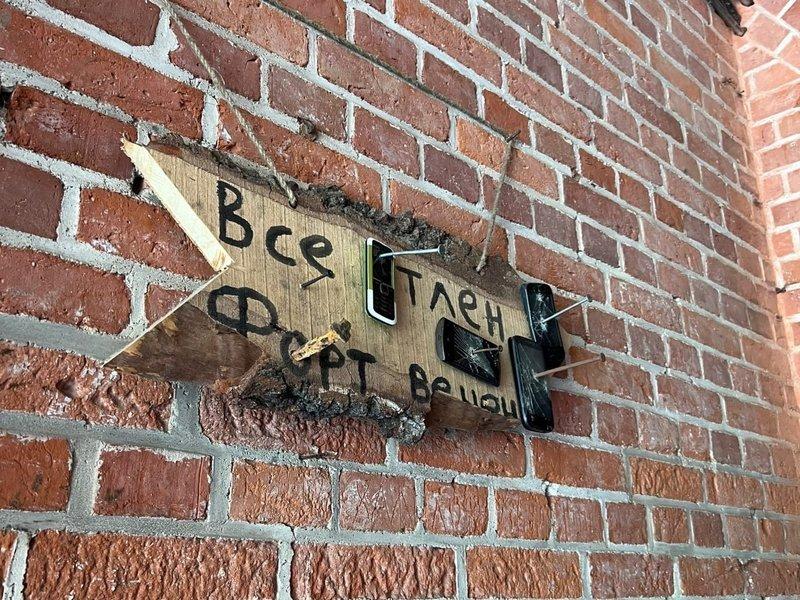 Все тлен
Форт вечен